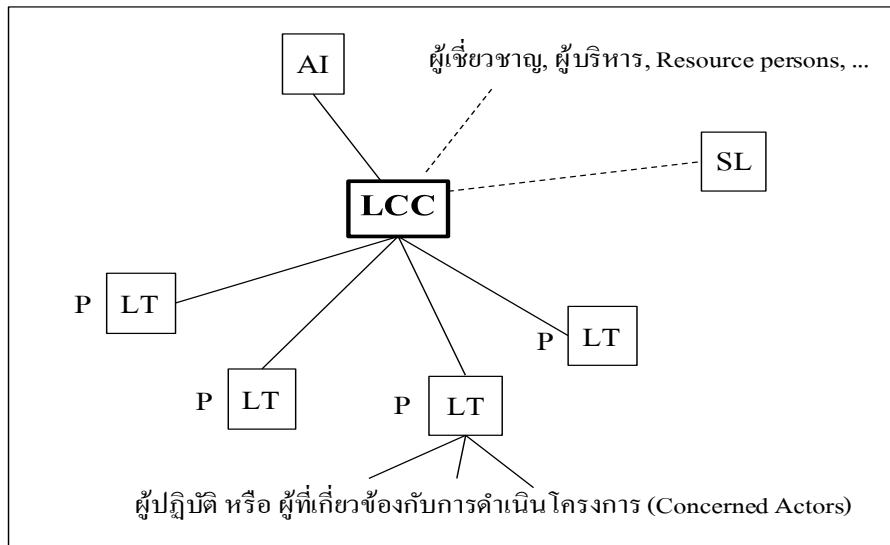 AI
ผู้เชี่ยวชาญ, ผู้บริหาร, Resource persons, ...
SL
LCC
P LT
P LT
P LT
P LT
ผู้ปฏิบัติ หรือ ผู้ที่เกี่ยวข้องกับการดำเนินโครงการ (Concerned Actors)